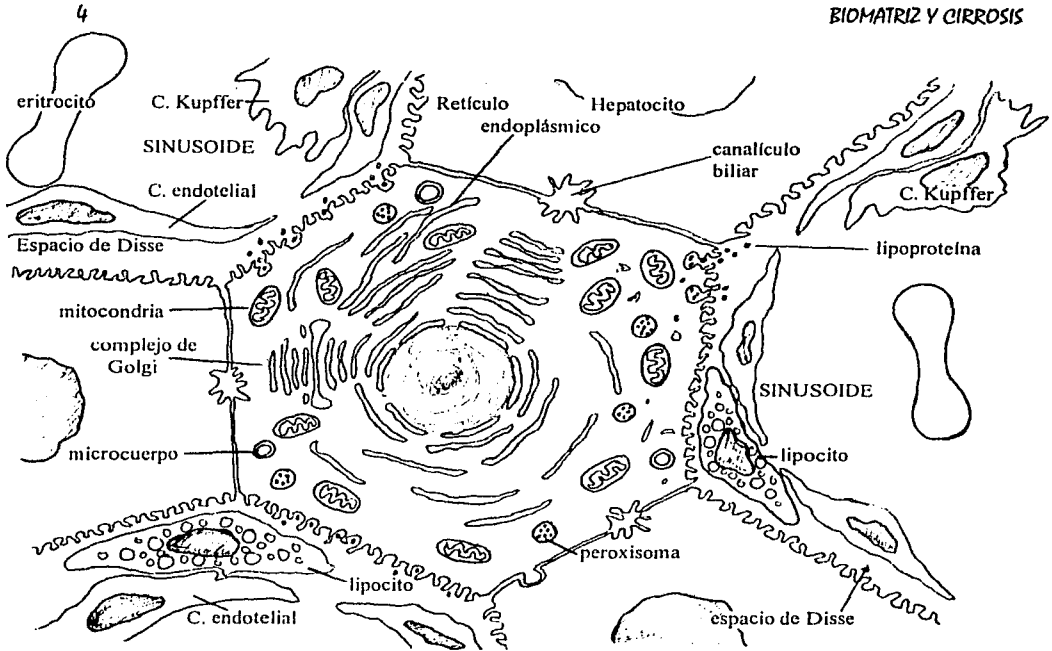 4
BIOMATRIZ Y CIRROSIS
eritrocito
C. Kupffer
Retículo
endoplásmico
Hepatocito
SINUSOIDE
canalículo
biliar
C. endotelial
C. Kupffer
Espacio de Disse
lipoproteína
mitocondria
complejo de
Golgi
SINUSOIDE
microcuerpo
lipocito
peroxisoma
lipocito
C. endotelial
espacio de Disse